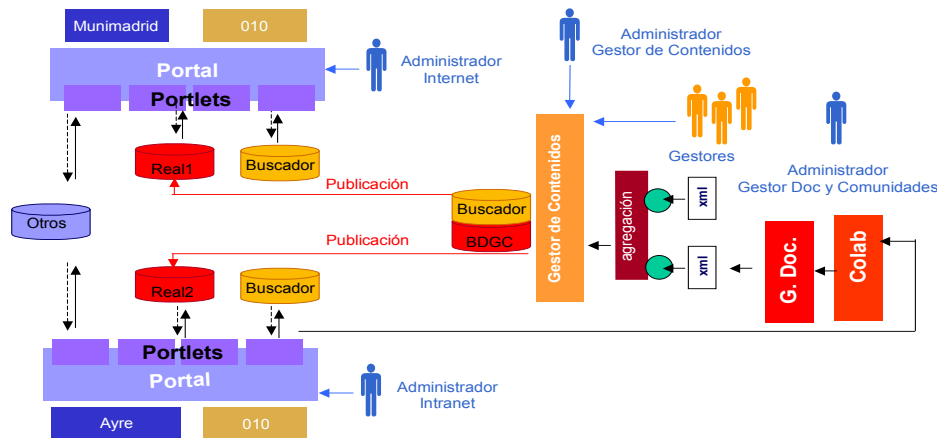 Munimadrid
010
Portal
Portlets
Administrador
Internet
Administrador
Gestor de Contenidos
Gestores
Administrador
Gestor Doc y Comunidades
Real1
Buscador
Publicación
Otros
Buscador
BDGC
Gestor de Contenidos
agregación
xml
xml
G. Doc.
Colab
Publicación
Real2
Buscador
Portlets
Portal
Administrador
Intranet
Ayre
010